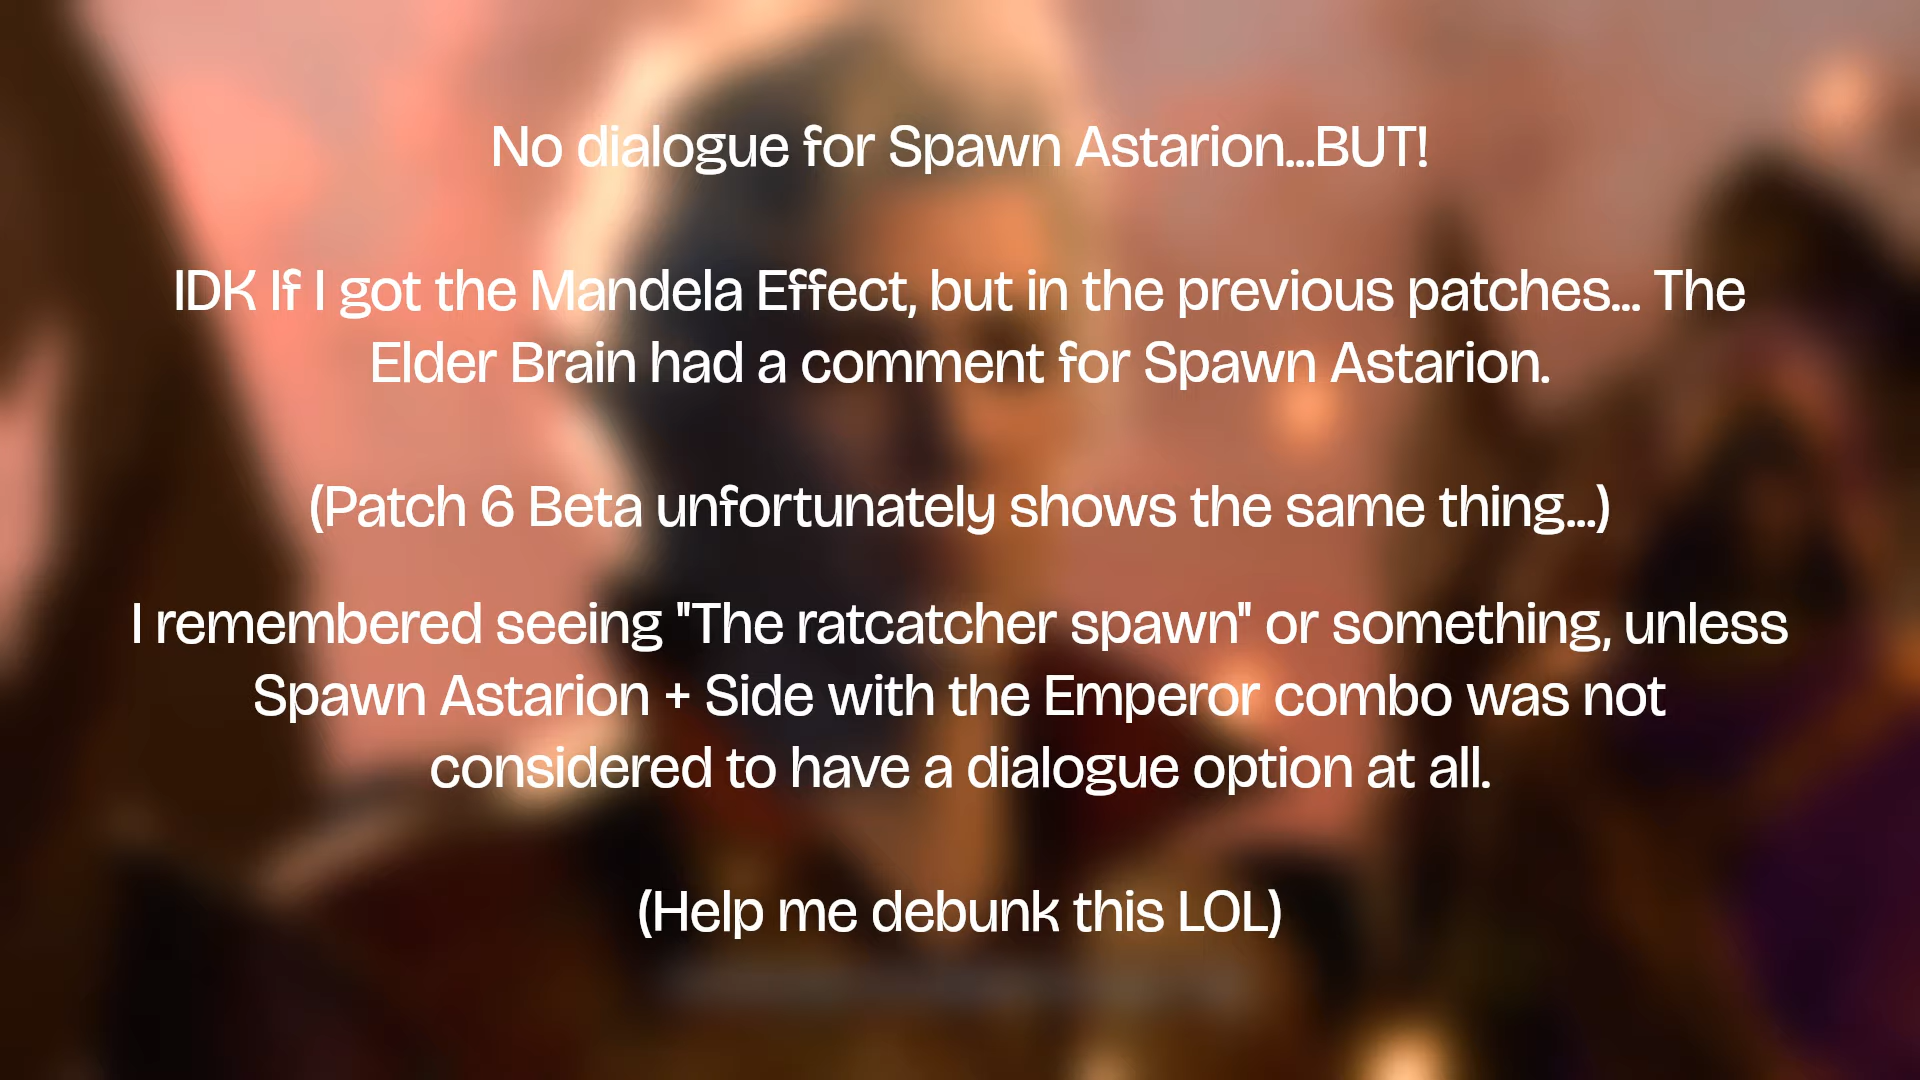 No dialogue for Spawn Astarion...BUT!
IDK If I got the Mandela Effect, but in the previous patches... The
Elder Brain had a comment for Spawn Astarion.
(Patch 6 Beta unfortunately shows the same thing...)
I remembered seeing "The ratcatcher spawn" or something, unless
Spawn Astarion + Side with the Emperor combo was not
considered to have a dialogue option at all.
(Help me debunk this LOL)